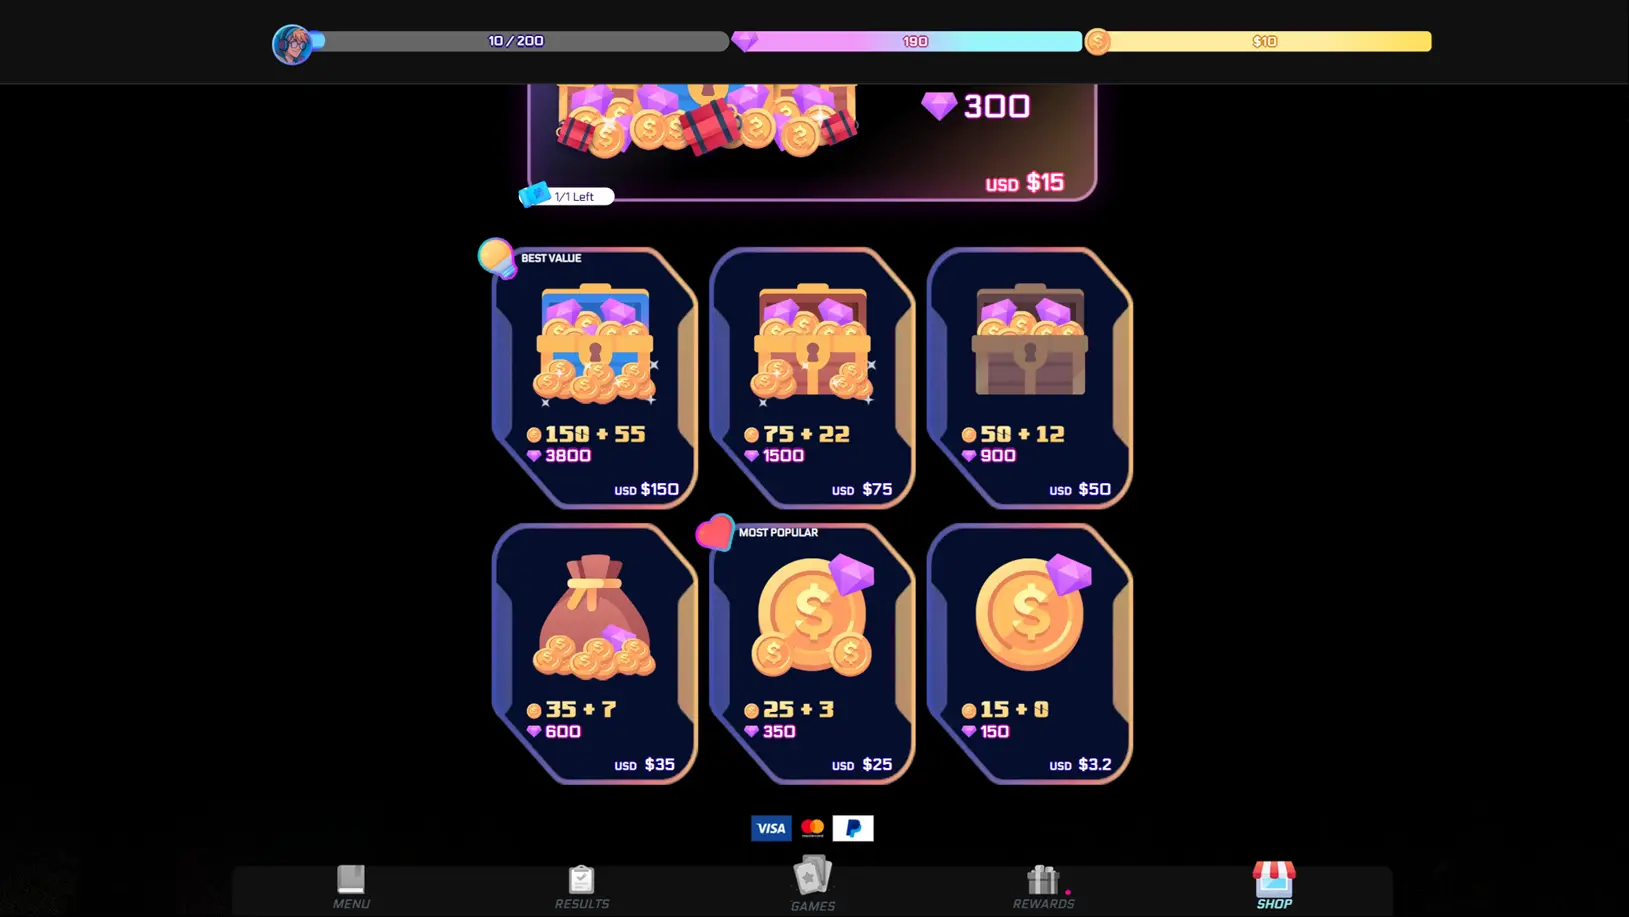 10/200
190
$10
300
USD $15
1/1 Left
BEST VALUE
150 + 55
3800
USD $150
75 + 22
1500
USD $75
50 + 12
900
USD $50
35 + 7
600
USD $35
MOST POPULAR
25 + 3
350
USD $25
15 + 0
150
USD $3.2
VISA
MENU
RESULTS
GAMES
REWARDS
SHOP